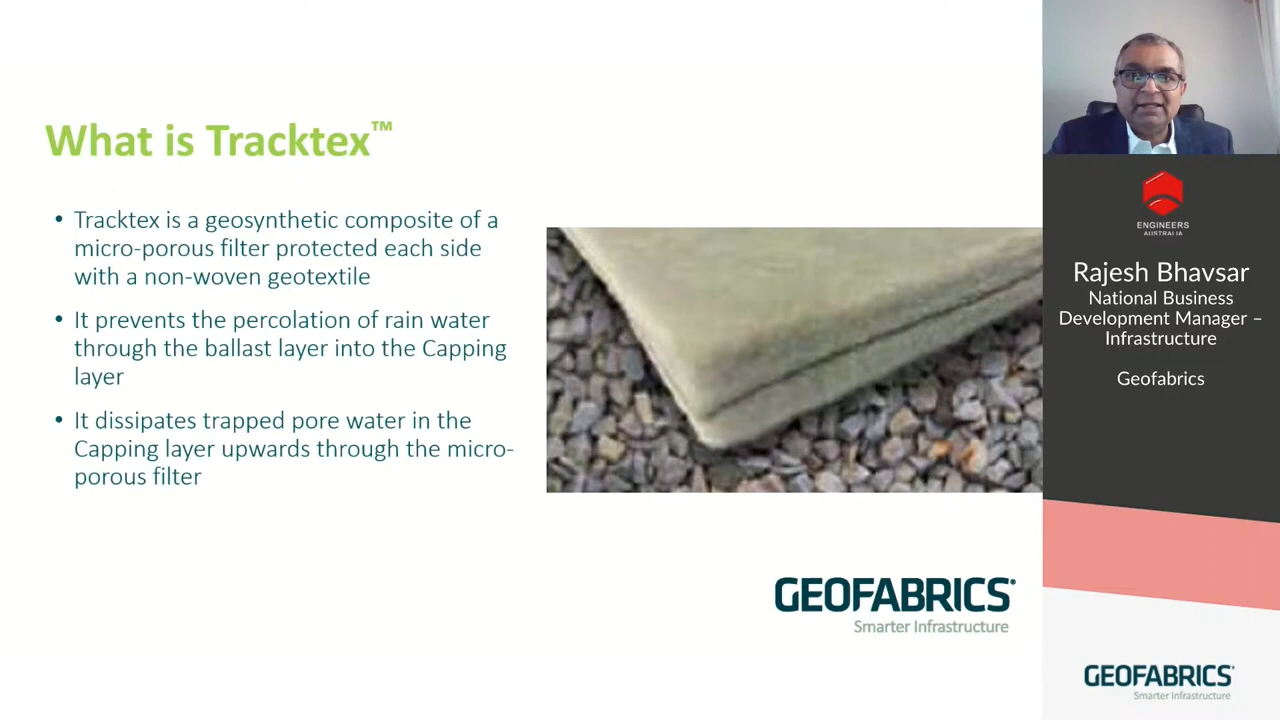 What is Tracktex™
• Tracktex is a geosynthetic composite of a
micro-porous filter protected each side
with a non-woven geotextile
• It prevents the percolation of rain water
through the ballast layer into the Capping
layer
• It dissipates trapped pore water in the
Capping layer upwards through the micro-
porous filter
GEOFABRICS®
Smarter Infrastructure
ENGINEERS
AUSTRALIA
Rajesh Bhavsar
National Business
Development Manager –
Infrastructure
Geofabrics
GEOFABRICS®
Smarter Infrastructure